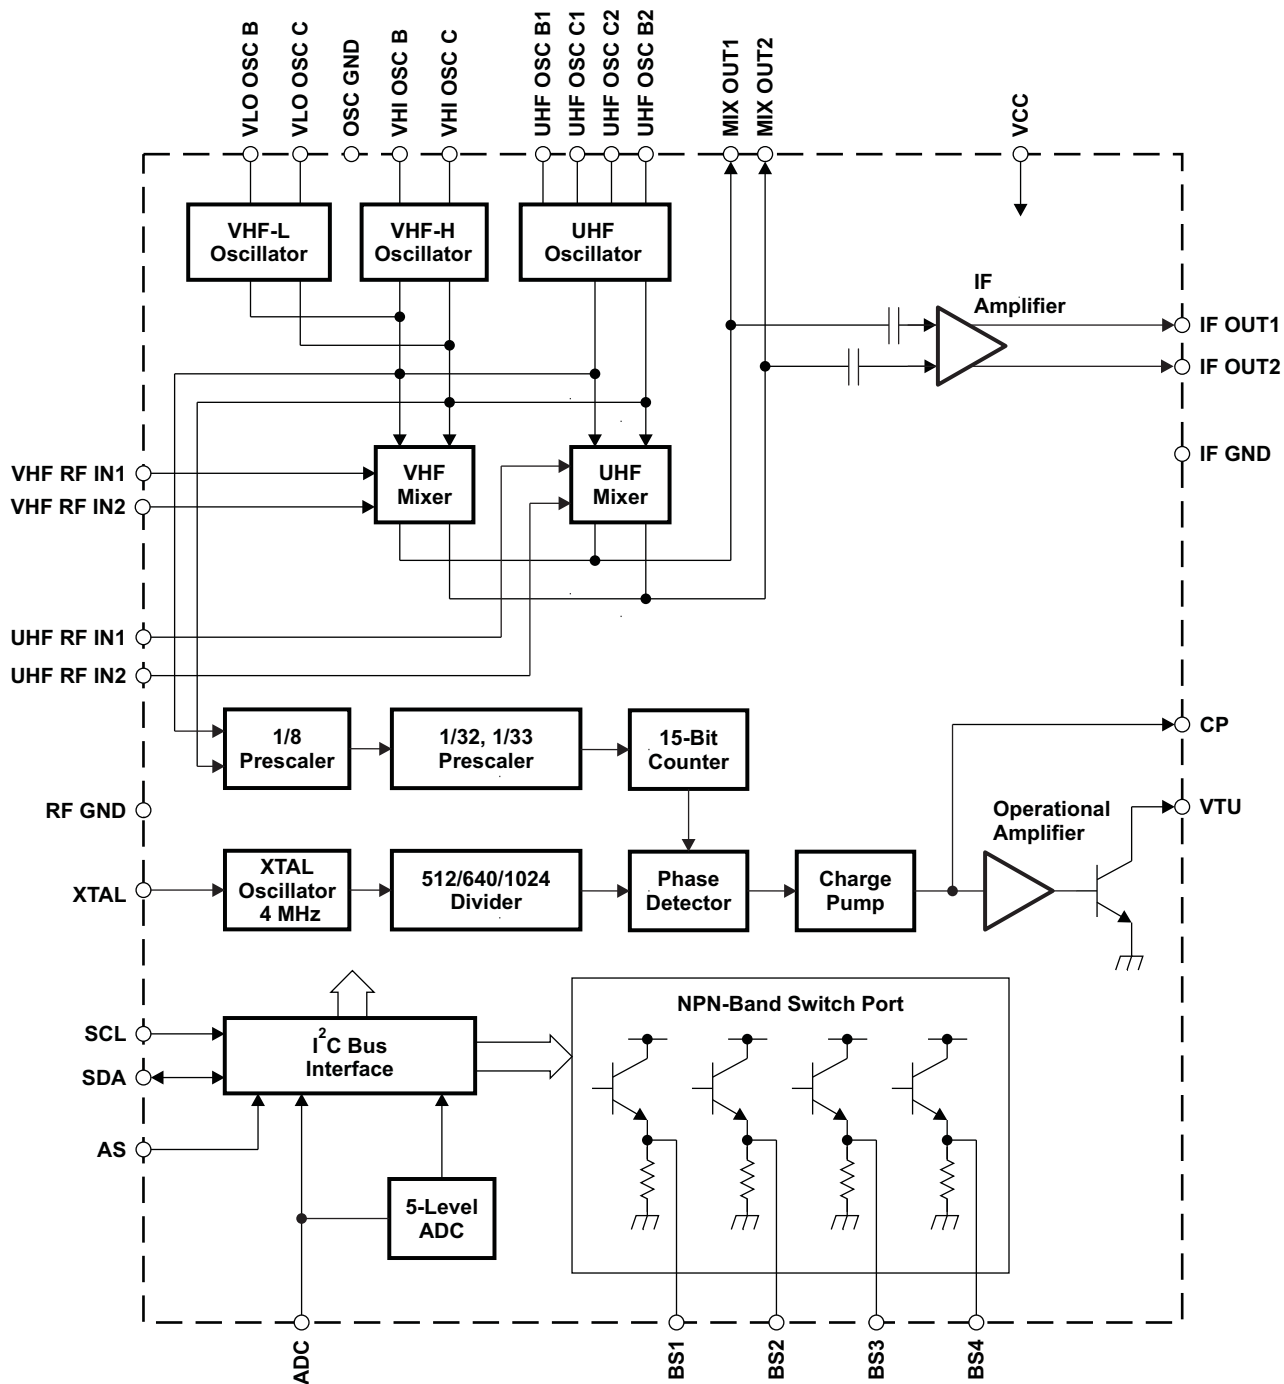 VLO OSC B
VLO OSC C
OSC GND
VHI OSC B
VHI OSC C
UHF OSC B1
UHF OSC C1
UHF OSC C2
UHF OSC B2
MIX OUT1
MIX OUT2
VCC
VHF-L
Oscillator
VHF-H
Oscillator
UHF
Oscillator
IF
Amplifier
IF OUT1
IF OUT2
IF GND
VHF RF IN1
VHF RF IN2
VHF
Mixer
UHF
Mixer
UHF RF IN1
UHF RF IN2
1/8
Prescaler
1/32, 1/33
Prescaler
15-Bit
Counter
CP
RF GND
Operational
Amplifier
VTU
XTAL
XTAL
Oscillator
4 MHz
512/640/1024
Divider
Phase
Detector
Charge
Pump
SCL
SDA
AS
I²C Bus
Interface
NPN-Band Switch Port
5-Level
ADC
ADC
BS1
BS2
BS3
BS4